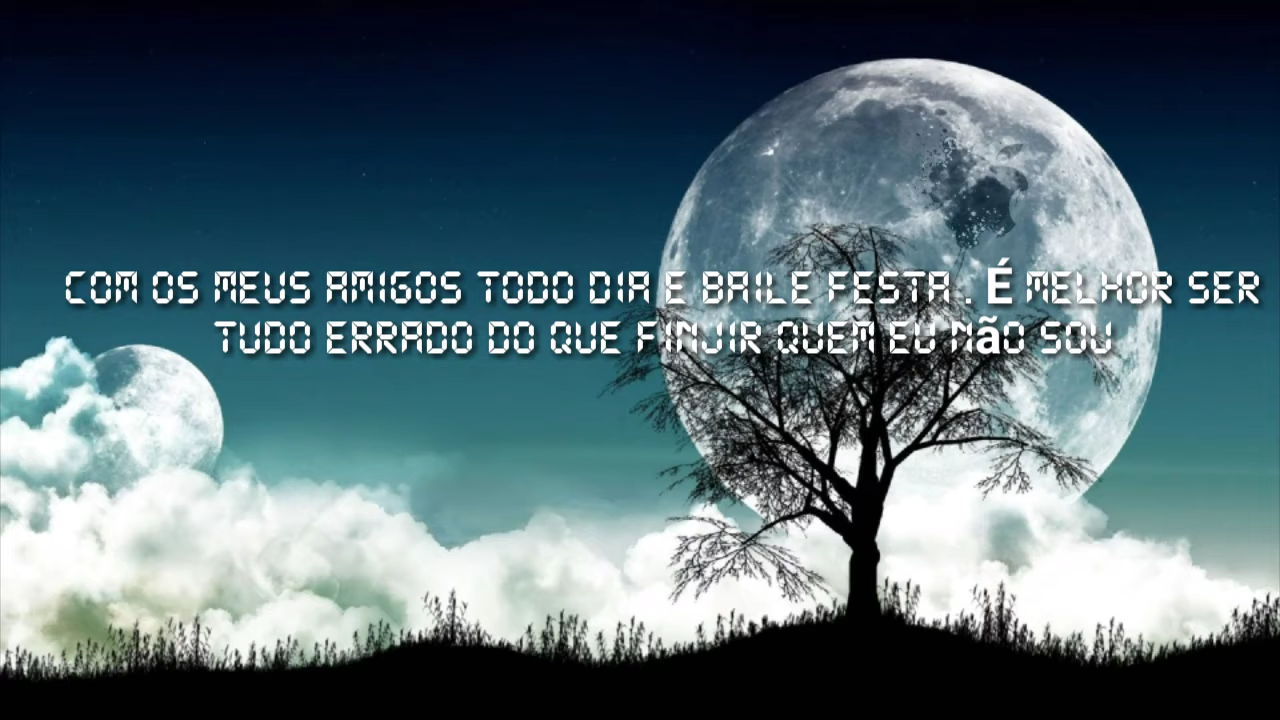 COM OS MEUS AMIGOS TODO DIA E BAILE FESTA . É MELHOR SER
TUDO ERRADO DO QUE FINJIR QUEM EU NãO SOU